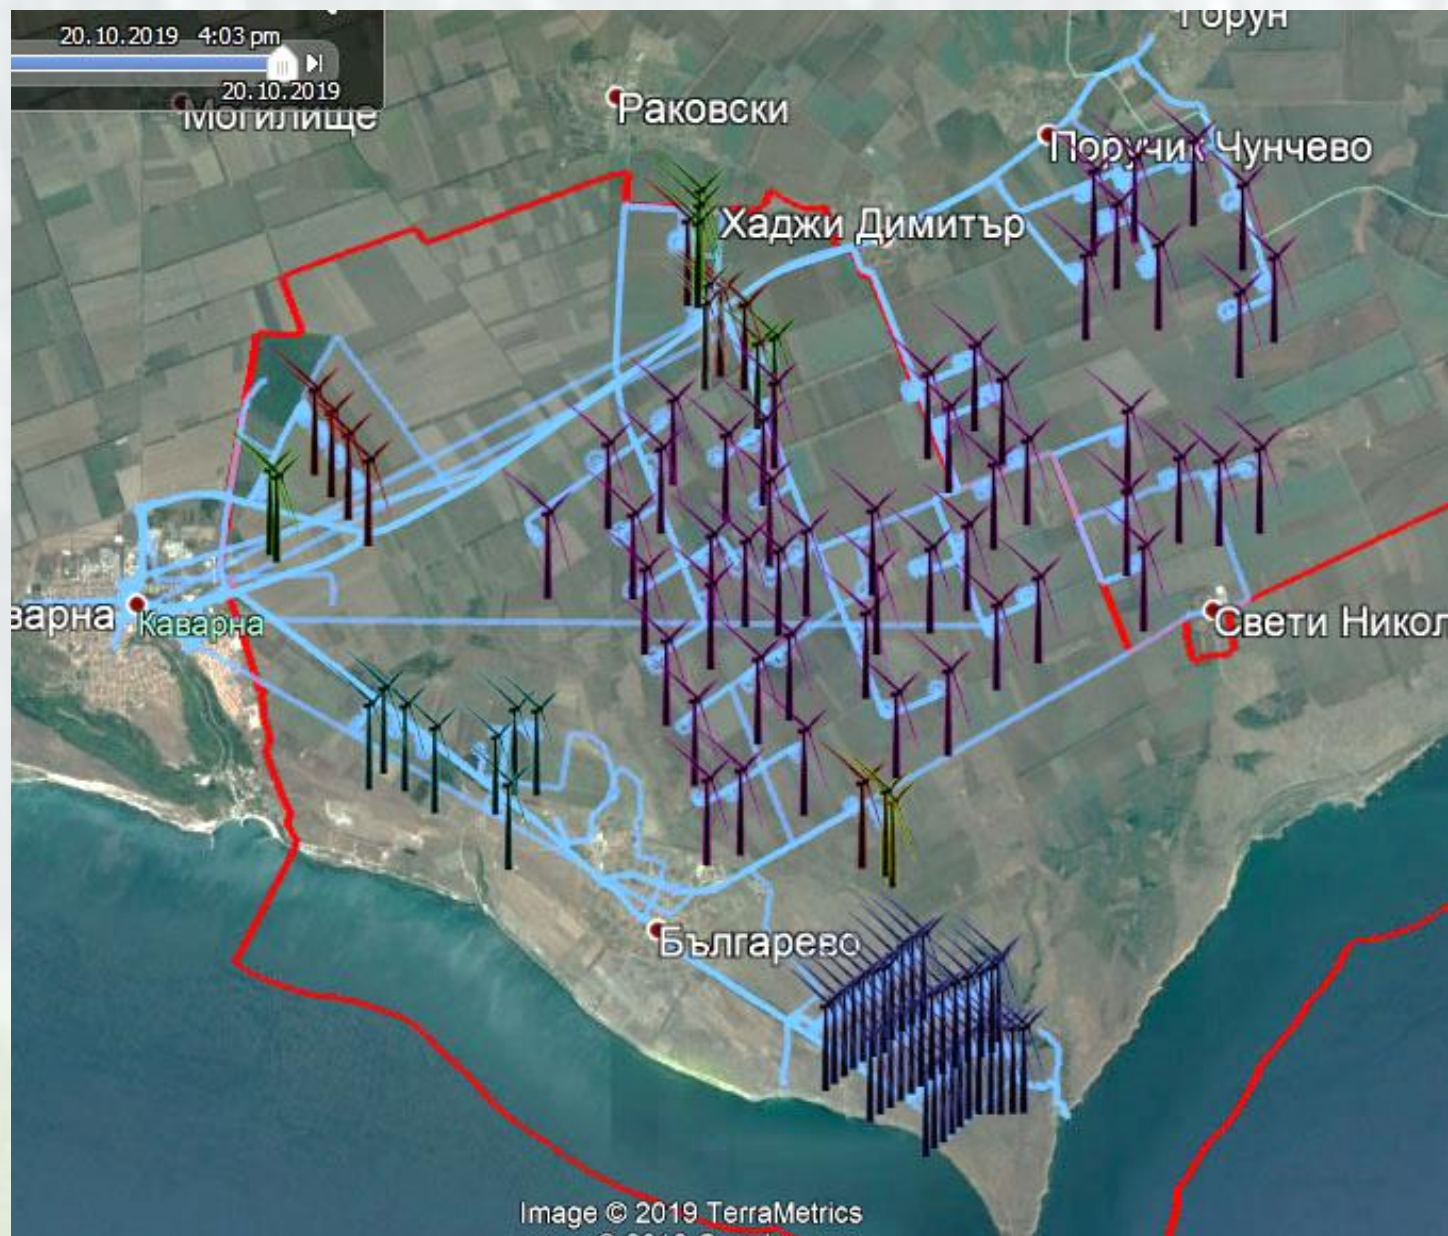 Горун
20.10.2019 4:03 pm
20.10.2019
Могилище
Раковски
Поручик Чунчево
Хаджи Димитър
варна
Каварна
Свети Никол
Българево
Image © 2019 TerraMetrics